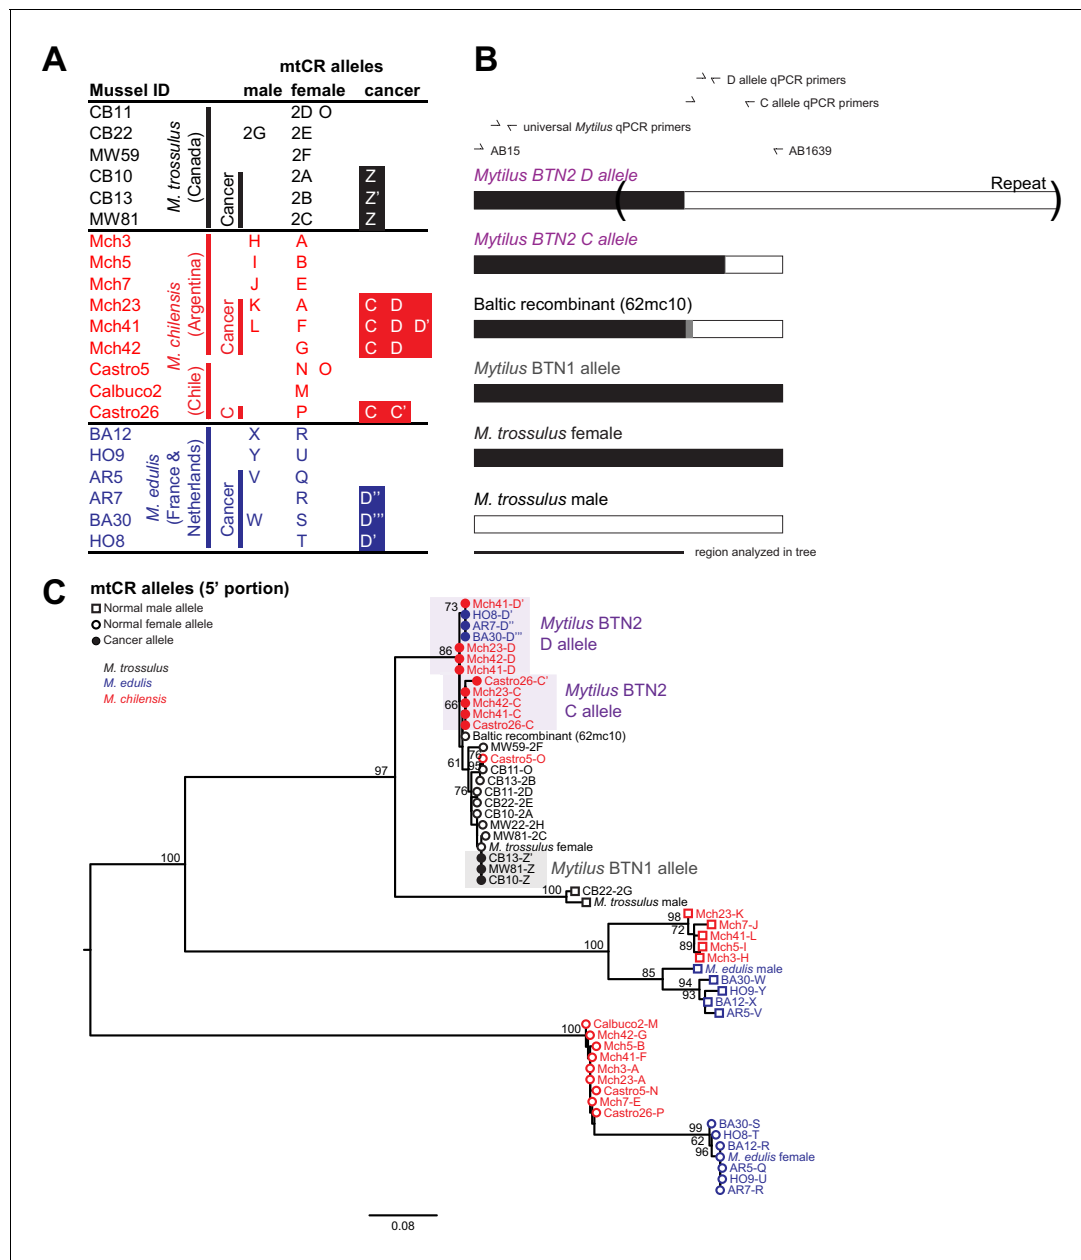 A
mtCR alleles
Mussel ID male female cancer
M. trossulus
(Canada)
Cancer
CB11 2D O
CB22 2G 2E
MW59 2F
CB10 2A Z
CB13 2B Z'
MW81 2C Z
M. chilensis
(Argentina)
Cancer
Mch3 H A
Mch5 I B
Mch7 J E
Mch23 K A C D
Mch41 L F C D D'
Mch42 G C D
(Chile)
C
Castro5 N O
Calbuco2 M
Castro26 P C C'
M. edulis
(France &
Netherlands)
Cancer
BA12 X R
HO9 Y U
AR5 V Q
AR7 R D''
BA30 W S D'''
HO8 T D'
B
D allele qPCR primers
C allele qPCR primers
universal Mytilus qPCR primers
AB15
AB1639
Mytilus BTN2 D allele
Repeat
( )
Mytilus BTN2 C allele
Baltic recombinant (62mc10)
Mytilus BTN1 allele
M. trossulus female
M. trossulus male
region analyzed in tree
C
mtCR alleles (5' portion)
Normal male allele
Normal female allele
Cancer allele
M. trossulus
M. edulis
M. chilensis
73
86
66
61
76
95
76
97
100
100
100
98
72
89
85
94
93
100
99
62
96
Mch41-D'
HO8-D'
AR7-D''
BA30-D'''
Mch23-D
Mch42-D
Mch41-D
Mytilus BTN2
D allele
Castro26-C'
Mch23-C
Mch42-C
Mch41-C
Castro26-C
Mytilus BTN2
C allele
Baltic recombinant (62mc10)
MW59-2F
Castro5-O
CB11-O
CB13-2B
CB11-2D
CB22-2E
CB10-2A
MW22-2H
MW81-2C
M. trossulus female
CB13-Z'
MW81-Z
CB10-Z
Mytilus BTN1 allele
CB22-2G
M. trossulus male
Mch23-K
Mch7-J
Mch41-L
Mch5-I
Mch3-H
M. edulis male
BA30-W
HO9-Y
BA12-X
AR5-V
Calbuco2-M
Mch42-G
Mch5-B
Mch41-F
Mch3-A
Mch23-A
Castro5-N
Mch7-E
Castro26-P
BA30-S
HO8-T
BA12-R
M. edulis female
AR5-Q
HO9-U
AR7-R
0.08